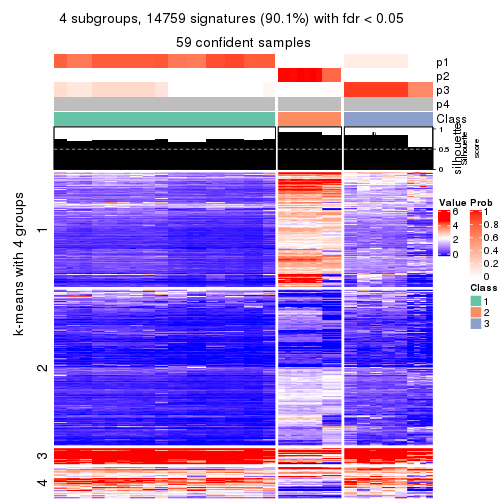 4 subgroups, 14759 signatures (90.1%) with fdr < 0.05
59 confident samples
p1
p2
p3
p4
Class
1
0.5
0
silhouette
Silhouette
score
k-means with 4 groups
1
2
3
4
Value
6
4
2
0
Prob
1
0.8
0.6
0.4
0.2
0
Class
1
2
3